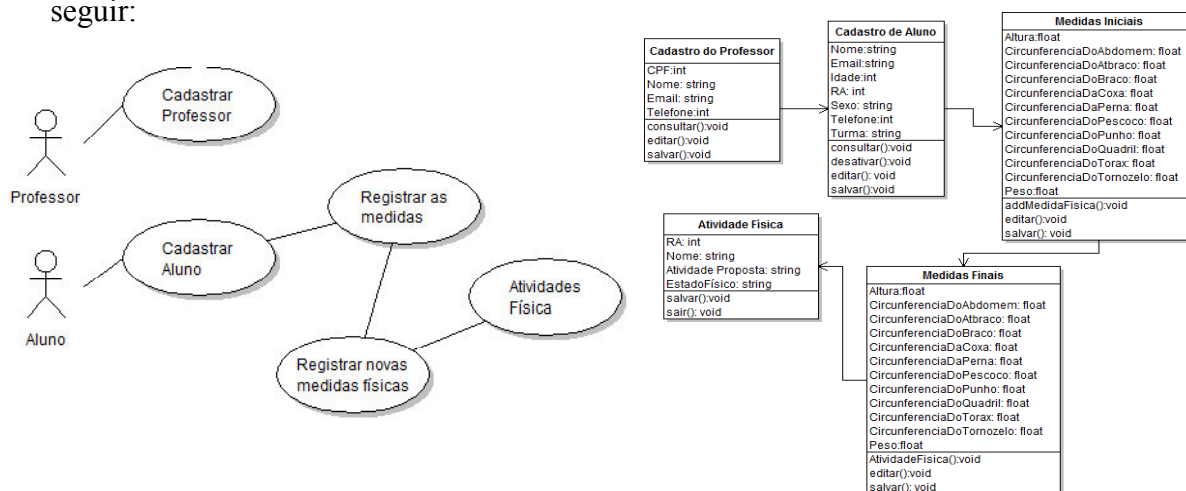 seguir:
Cadastrar
Professor
Professor
Registrar as
medidas
Cadastrar
Aluno
Aluno
Atividades
Física
Registrar novas
medidas físicas
Cadastro do Professor
CPF:int
Nome: string
Email: string
Telefone:int
consultar():void
editar():void
salvar():void
Cadastro de Aluno
Nome:string
Email:string
Idade:int
RA: int
Sexo: string
Telefone:int
Turma: string
consultar():void
desativar():void
editar(): void
salvar():void
Medidas Iniciais
Altura:float
CircunferenciaDoAbdomem: float
CircunferenciaDoAtbraco: float
CircunferenciaDoBraco: float
CircunferenciaDaCoxa: float
CircunferenciaDaPerna: float
CircunferenciaDoPescoco: float
CircunferenciaDoPunho: float
CircunferenciaDoQuadril: float
CircunferenciaDoTorax: float
CircunferenciaDoTornozelo: float
Peso:float
addMedidaFisica():void
editar():void
salvar(): void
Atividade Física
RA: int
Nome: string
Atividade Proposta: string
EstadoFísico: string
salvar():void
sair(): void
Medidas Finais
Altura:float
CircunferenciaDoAbdomem: float
CircunferenciaDoAtbraco: float
CircunferenciaDoBraco: float
CircunferenciaDaCoxa: float
CircunferenciaDaPerna: float
CircunferenciaDoPescoco: float
CircunferenciaDoPunho: float
CircunferenciaDoQuadril: float
CircunferenciaDoTorax: float
CircunferenciaDoTornozelo: float
Peso:float
AtividadeFisica():void
editar():void
salvar(): void